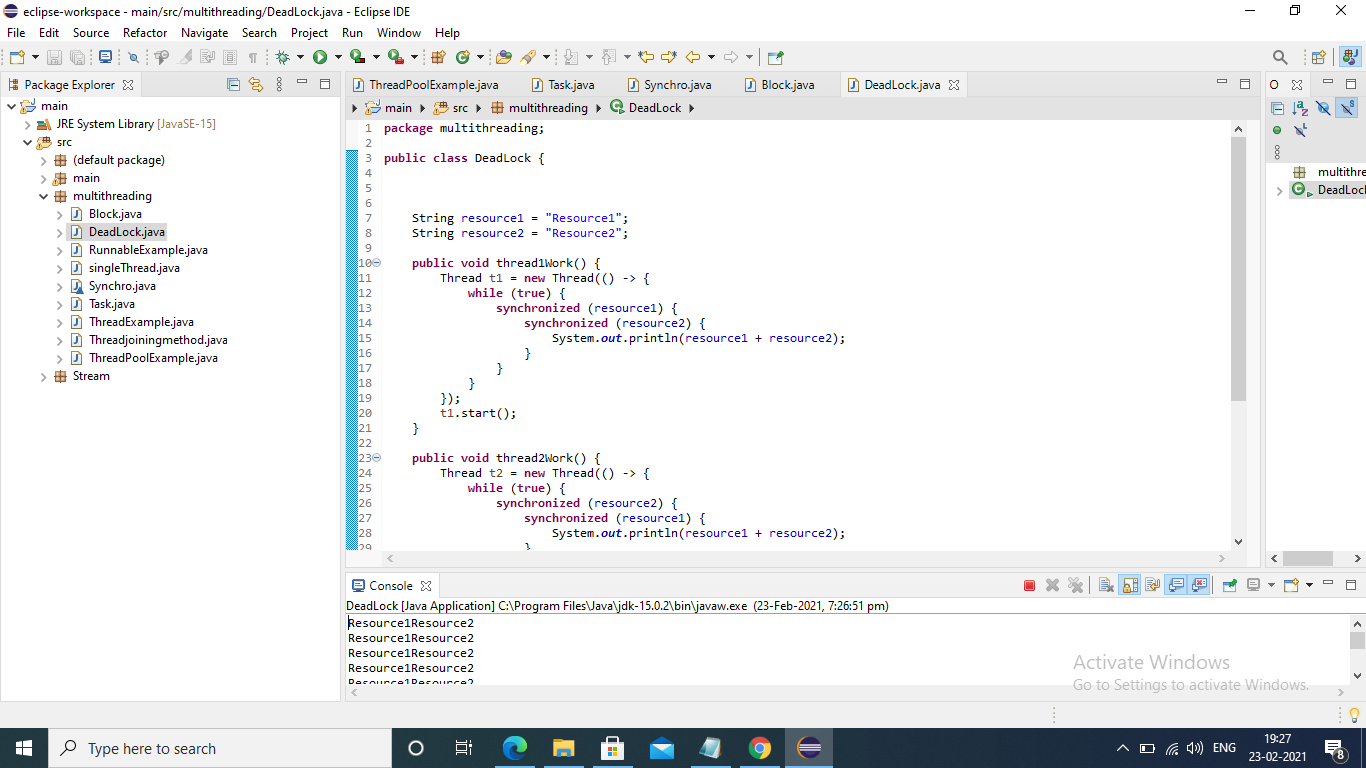 eclipse-workspace - main/src/multithreading/DeadLock.java - Eclipse IDE
File Edit Source Refactor Navigate Search Project Run Window Help
Package Explorer
main
JRE System Library [JavaSE-15]
src
(default package)
main
multithreading
Block.java
DeadLock.java
RunnableExample.java
singleThread.java
Synchro.java
Task.java
ThreadExample.java
Threadjoiningmethod.java
ThreadPoolExample.java
Stream
ThreadPoolExample.java Task.java Synchro.java Block.java DeadLock.java
main src multithreading DeadLock
1 package multithreading;
2
3 public class DeadLock {
4
5
6
7 String resource1 = "Resource1";
8 String resource2 = "Resource2";
9
10 public void thread1Work() {
11 Thread t1 = new Thread(() -> {
12 while (true) {
13 synchronized (resource1) {
14 synchronized (resource2) {
15 System.out.println(resource1 + resource2);
16 }
17 }
18 }
19 });
20 t1.start();
21 }
22
23 public void thread2Work() {
24 Thread t2 = new Thread(() -> {
25 while (true) {
26 synchronized (resource2) {
27 synchronized (resource1) {
28 System.out.println(resource1 + resource2);
29 }
O
multithre
DeadLocl
Console
DeadLock [Java Application] C:\Program Files\Java\jdk-15.0.2\bin\javaw.exe (23-Feb-2021, 7:26:51 pm)
Resource1Resource2
Resource1Resource2
Resource1Resource2
Resource1Resource2
Resource1Resource2
Activate Windows
Go to Settings to activate Windows.
Type here to search
ENG
19:27
23-02-2021
8